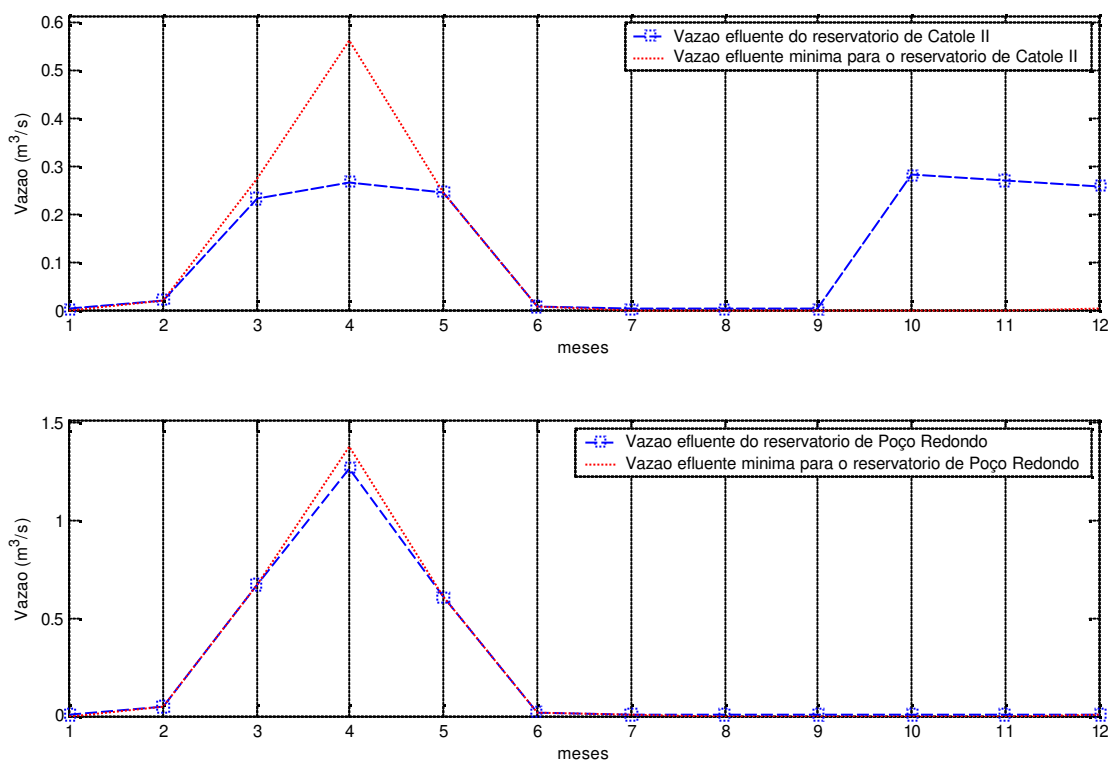 0.6
0.5
0.4
0.3
0.2
0.1
0
Vazao (m³/s)
Vazao efluente do reservatorio de Catole II
Vazao efluente minima para o reservatorio de Catole II
1 2 3 4 5 6 7 8 9 10 11 12
meses
1.5
1
0.5
0
Vazao (m³/s)
Vazao efluente do reservatorio de Poço Redondo
Vazao efluente minima para o reservatorio de Poço Redondo
1 2 3 4 5 6 7 8 9 10 11 12
meses